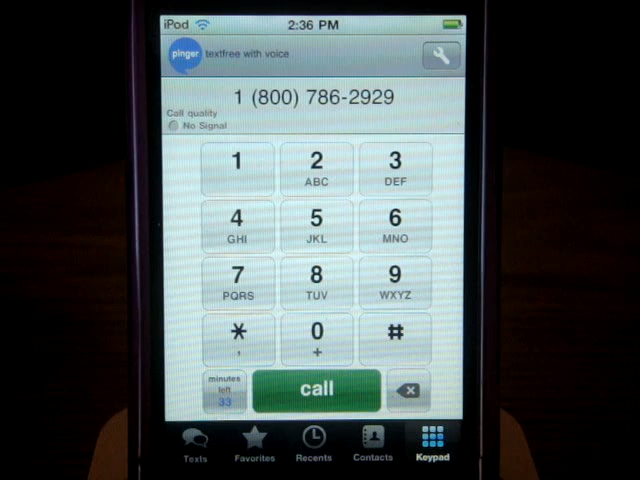 iPod 2:36 PM
pinger textfree with voice
1 (800) 786-2929
Call quality
No Signal
1 2 3
ABC DEF
4 5 6
GHI JKL MNO
7 8 9
PQRS TUV WXYZ
* 0 #
, +
minutes
left
33
call
Texts Favorites Recents Contacts Keypad